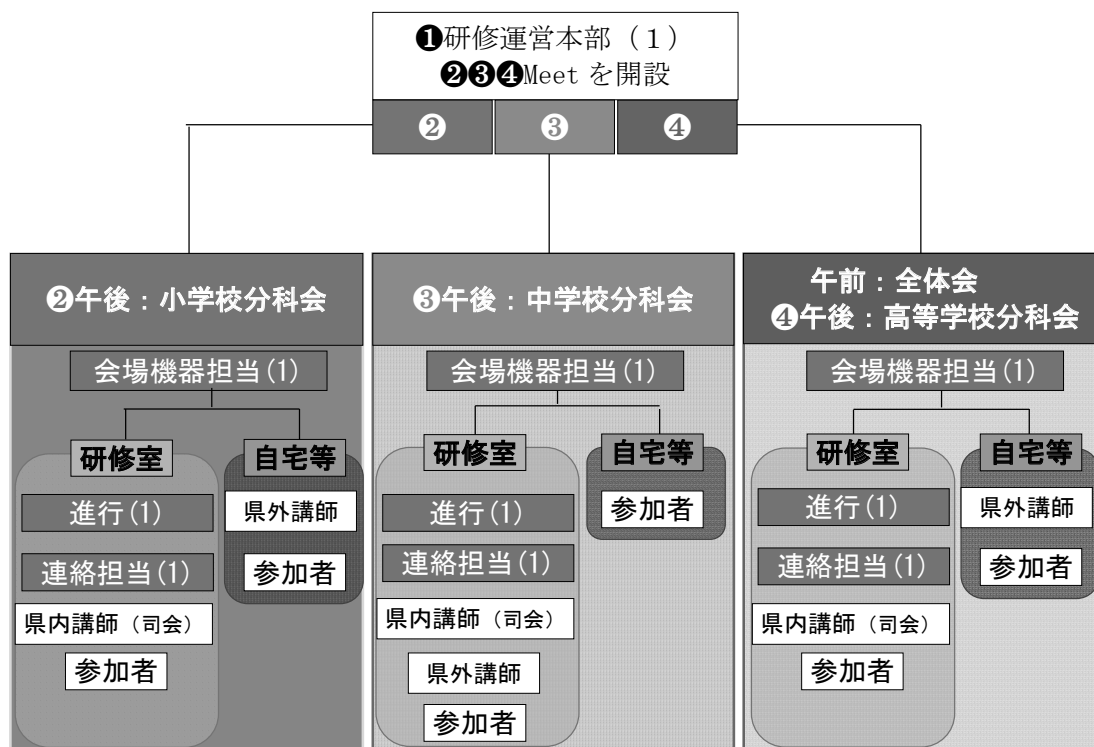 ❶研修運営本部（１）
❷❸❹Meet を開設
❷ ❸ ❹
❷午後：小学校分科会
会場機器担当(1)
研修室
進行(1)
連絡担当(1)
県内講師（司会）
参加者
自宅等
県外講師
参加者
❸午後：中学校分科会
会場機器担当(1)
研修室
進行(1)
連絡担当(1)
県内講師（司会）
県外講師
参加者
自宅等
参加者
午前：全体会
❹午後：高等学校分科会
会場機器担当(1)
研修室
進行(1)
連絡担当(1)
県内講師（司会）
参加者
自宅等
県外講師
参加者